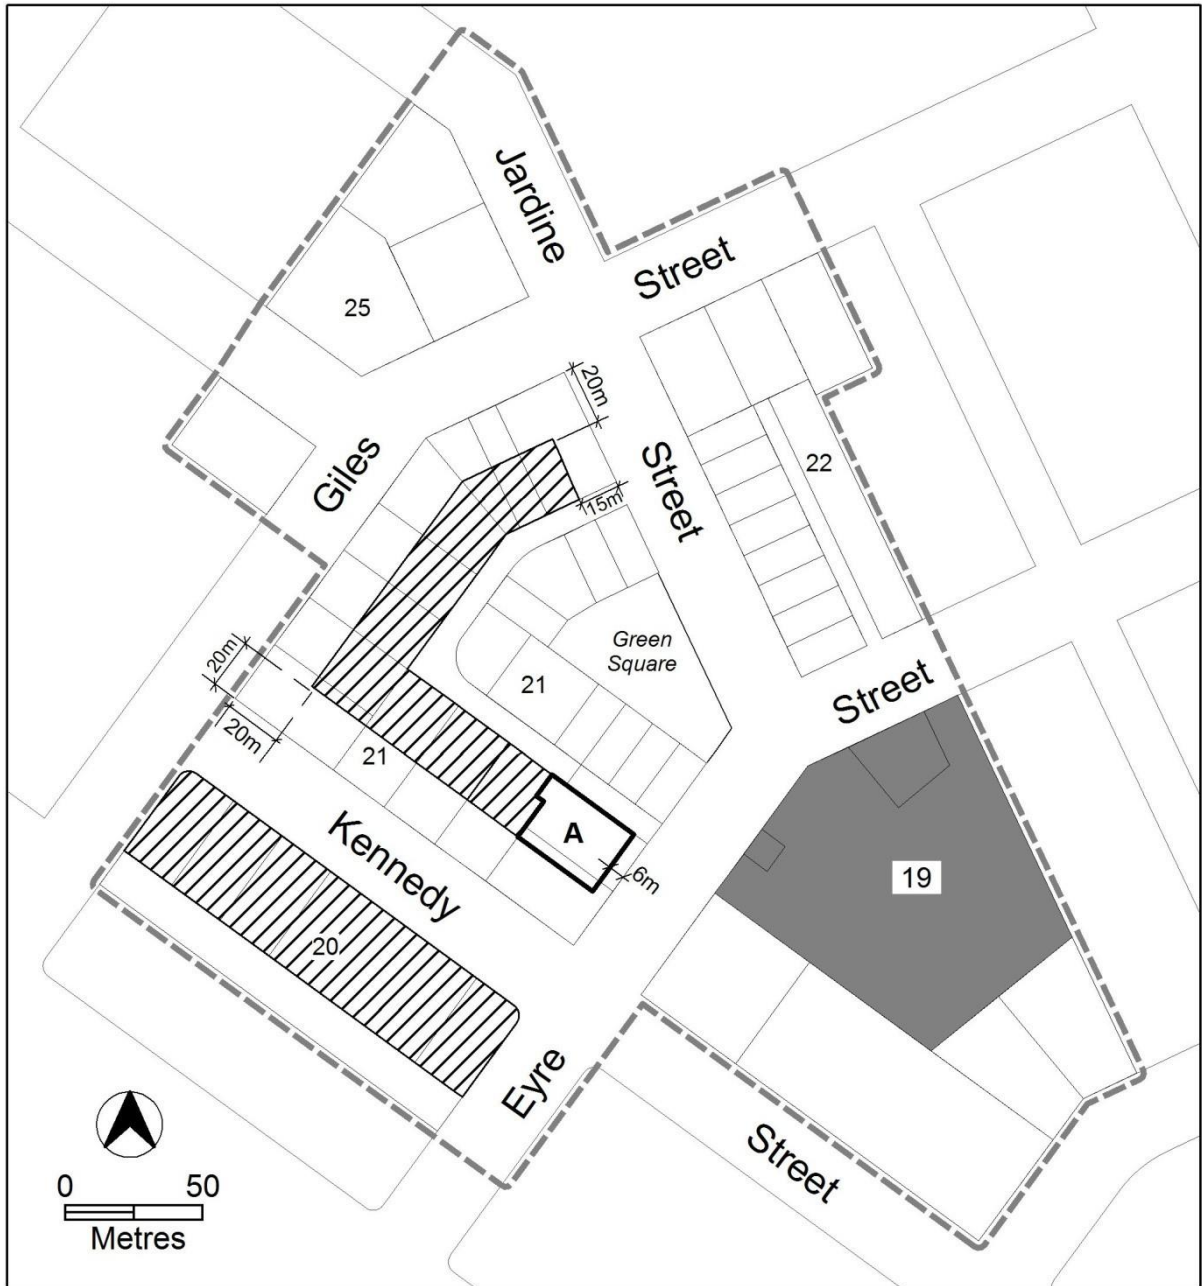 Jardine
Street
25
20m
Giles
Street
22
15m
Green
Square
20m
21
Street
20m
21
A
Kennedy
6m
19
20
Eyre
Street
0 50
Metres